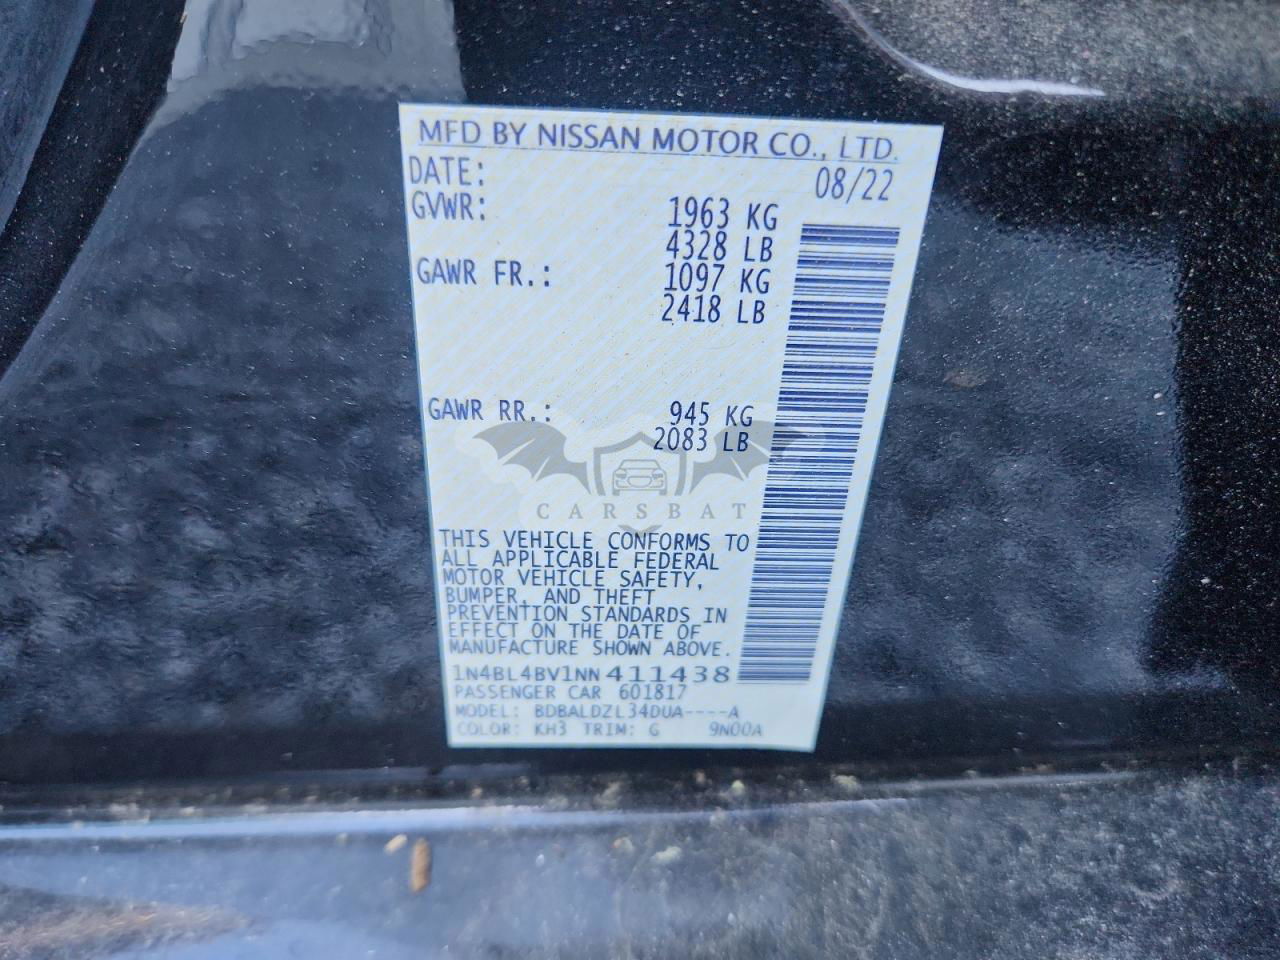 MFD BY NISSAN MOTOR CO., LTD.
DATE: 08/22
GVWR: 1963 KG
4328 LB
GAWR FR.: 1097 KG
2418 LB
GAWR RR.: 945 KG
2083 LB
CARSBAT
THIS VEHICLE CONFORMS TO
ALL APPLICABLE FEDERAL
MOTOR VEHICLE SAFETY,
BUMPER, AND THEFT
PREVENTION STANDARDS IN
EFFECT ON THE DATE OF
MANUFACTURE SHOWN ABOVE.
1N4BL4BV1NN411438
PASSENGER CAR 601817
MODEL: BDBALDZL34DUA----A
COLOR: KH3 TRIM: G 9N00A